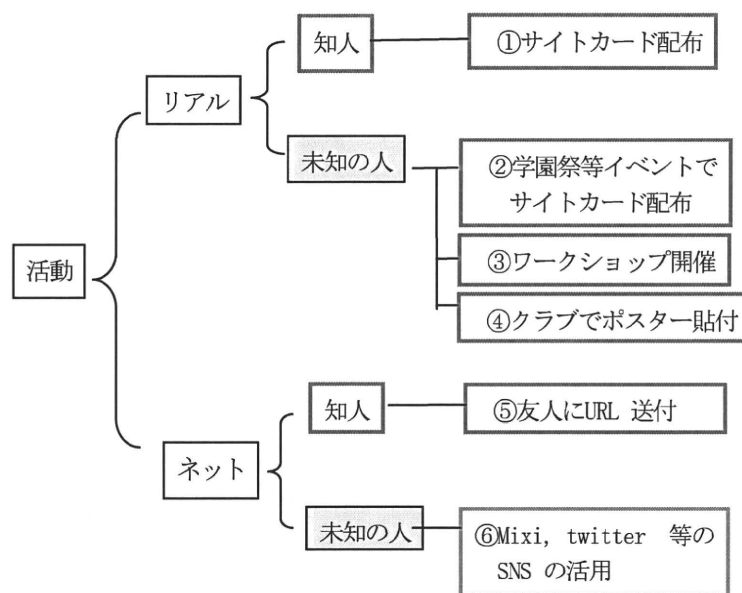 知人
①サイトカード配布
リアル
未知の人
②学園祭等イベントで
サイトカード配布
③ワークショップ開催
④クラブでポスター貼付
活動
知人
⑤友人にURL 送付
ネット
未知の人
⑥Mixi, twitter 等の
SNS の活用